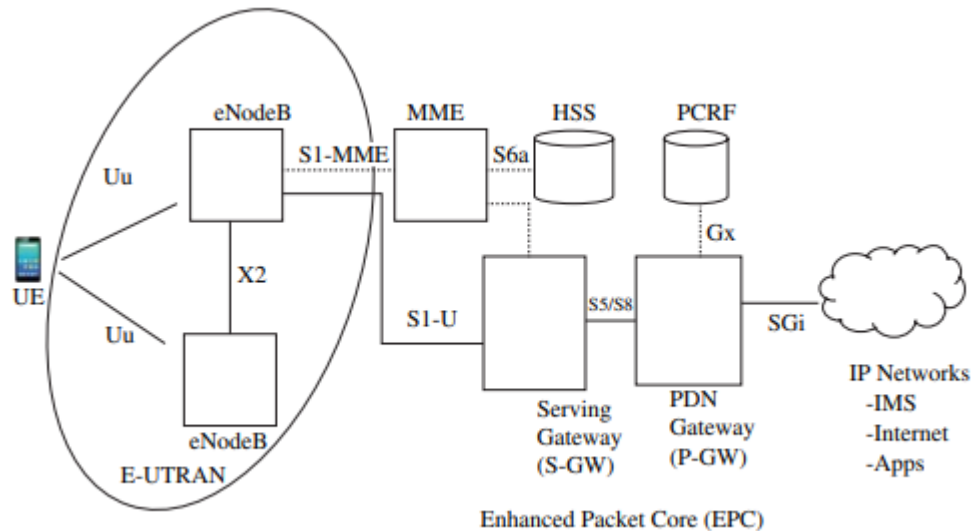 eNodeB
MME
HSS
PCRF
S1-MME
S6a
Uu
Gx
UE
X2
S5/S8
SGi
Uu
S1-U
IP Networks
-IMS
-Internet
-Apps
Serving
Gateway
(S-GW)
PDN
Gateway
(P-GW)
eNodeB
E-UTRAN
Enhanced Packet Core (EPC)